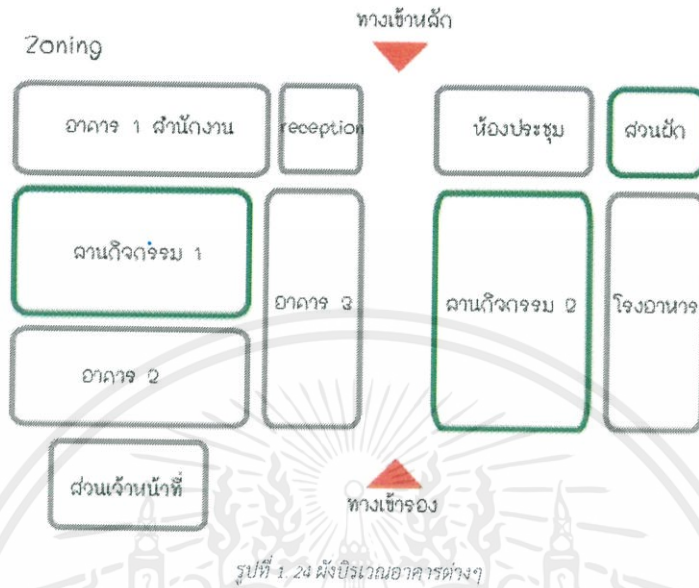 ทางเข้าหลัก
Zoning
อาคาร 1 สำนักงาน
reception
ห้องประชุม
สวนผัก
ลานกิจกรรม 1
อาคาร 3
ลานกิจกรรม 2
โรงอาหาร
อาคาร 2
ส่วนเจ้าหน้าที่
ทางเข้ารอง
รูปที่ 1.24 ผังบริเวณอาคารต่างๆ